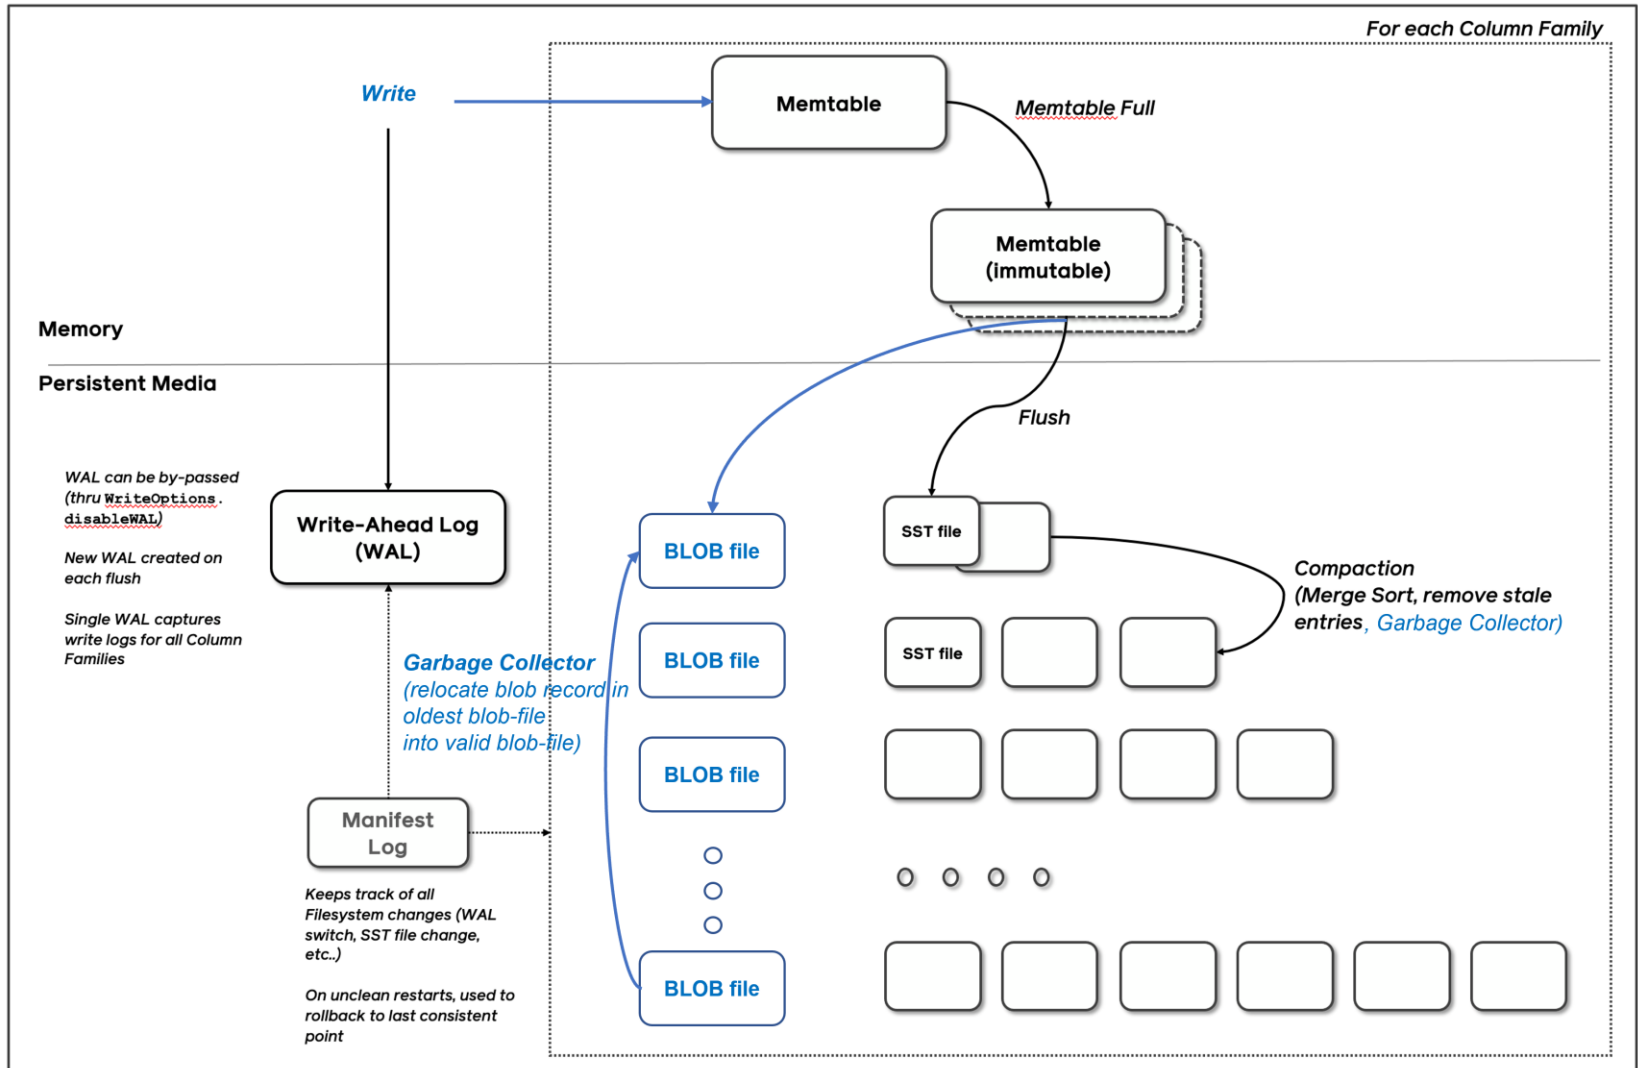 For each Column Family
Write
Memtable
Memtable Full
Memtable
(immutable)
Memory
Persistent Media
Flush
WAL can be by-passed
(thru WriteOptions.
disableWAL)
New WAL created on
each flush
Single WAL captures
write logs for all Column
Families
Write-Ahead Log
(WAL)
BLOB file
SST file
Compaction
(Merge Sort, remove stale
entries, Garbage Collector)
Garbage Collector
(relocate blob record in
oldest blob-file
into valid blob-file)
BLOB file
SST file
BLOB file
Manifest
Log
Keeps track of all
Filesystem changes (WAL
switch, SST file change,
etc..)
On unclean restarts, used to
rollback to last consistent
point
BLOB file